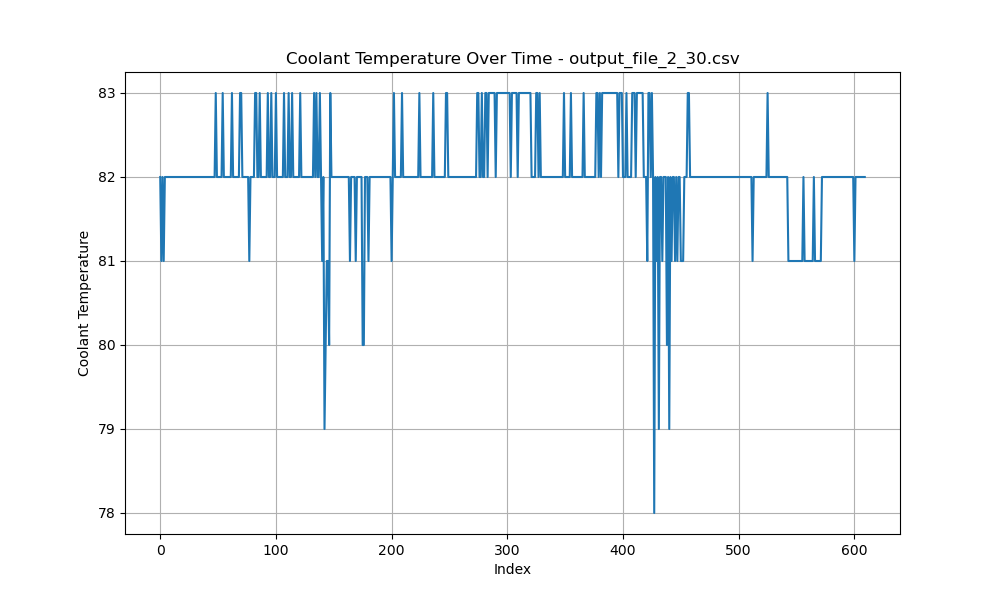 Coolant Temperature Over Time - output_file_2_30.csv
83
82
81
80
79
78
Coolant Temperature
0 100 200 300 400 500 600
Index